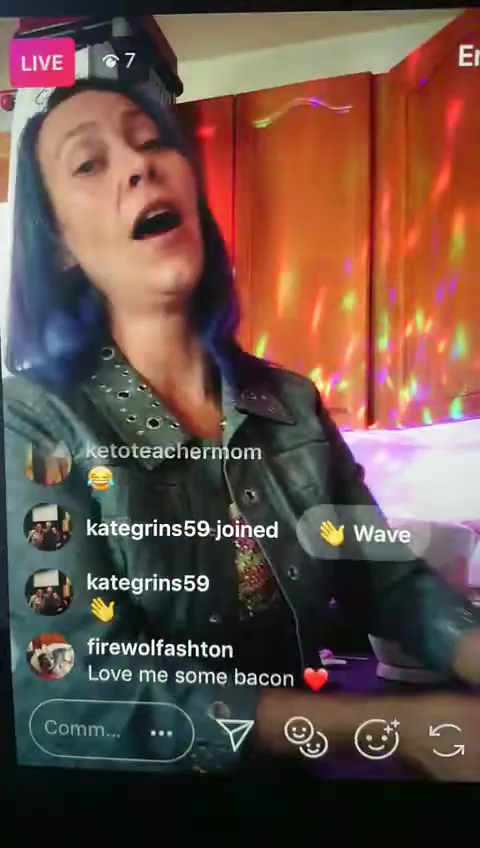 LIVE
7
ketoteachermom
😂
kategrins59 joined
👋 Wave
kategrins59
👋
firewolfashton
Love me some bacon ❤️
Comm... •••